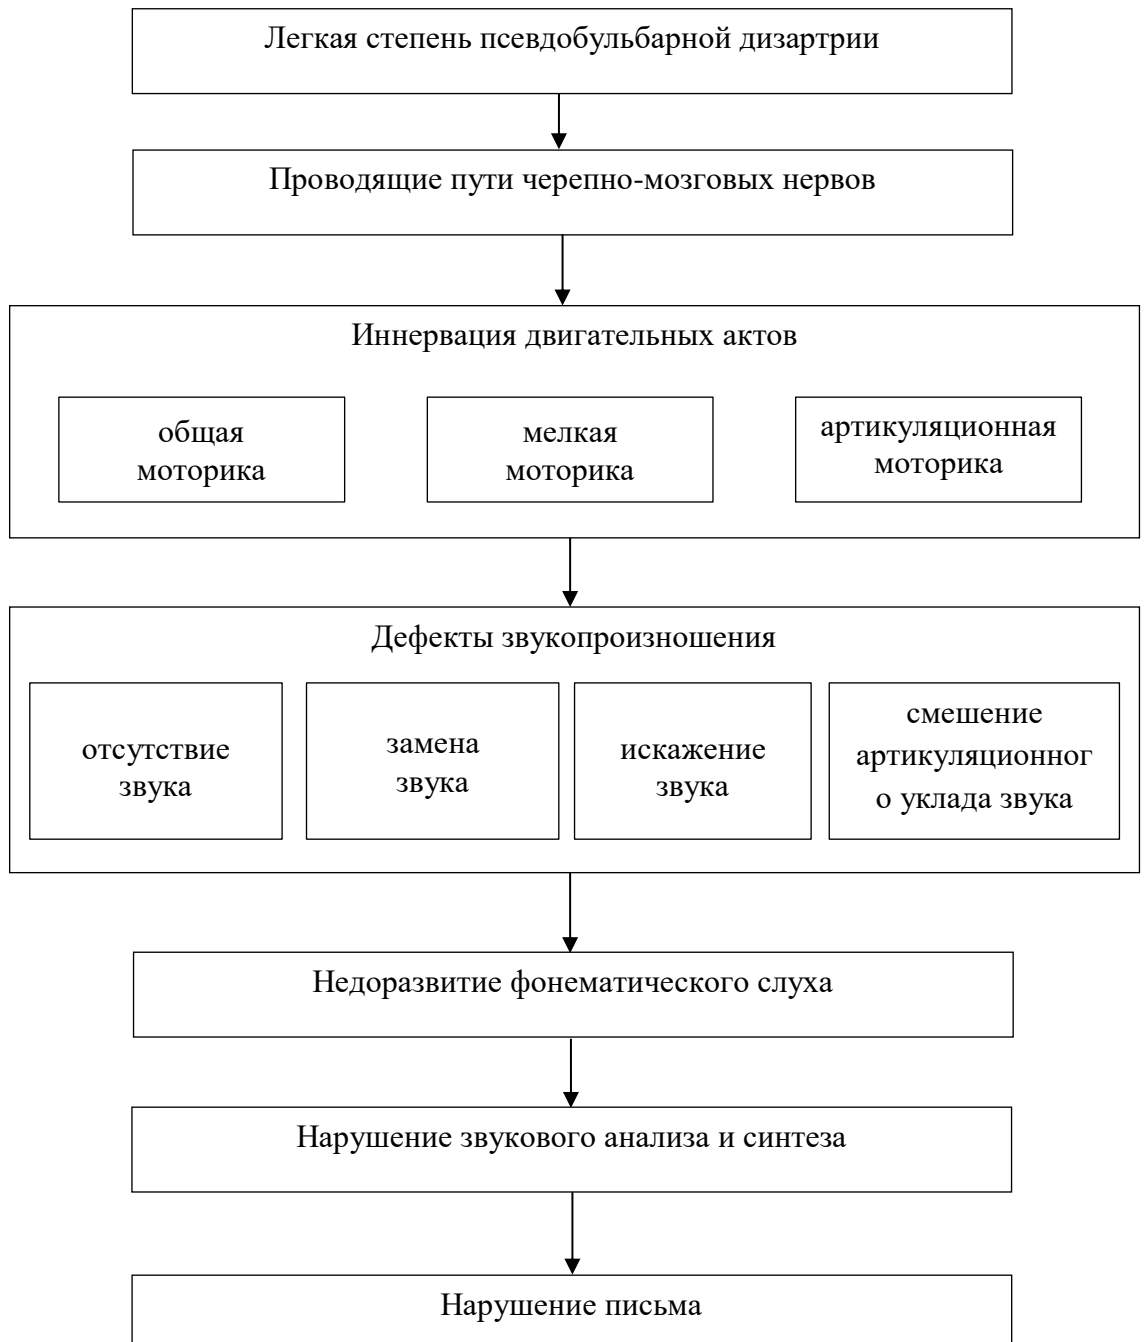 Легкая степень псевдобульбарной дизартрии
Проводящие пути черепно-мозговых нервов
Иннервация двигательных актов
общая
моторика
мелкая
моторика
артикуляционная
моторика
Дефекты звукопроизношения
отсутствие
звука
замена
звука
искажение
звука
смешение
артикуляционног
о уклада звука
Недоразвитие фонематического слуха
Нарушение звукового анализа и синтеза
Нарушение письма